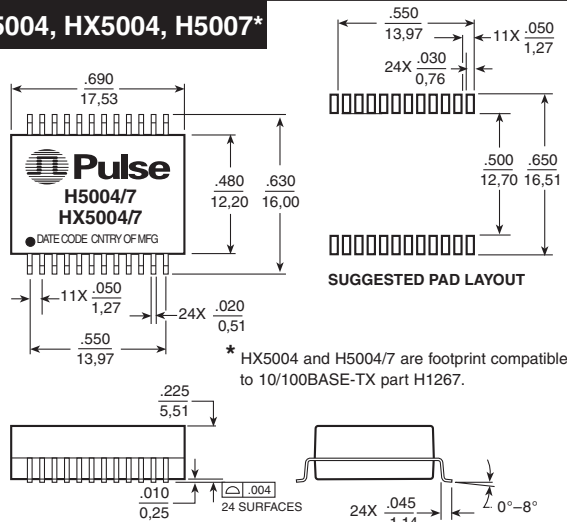 5004, HX5004, H5007*
.690
17,53
Pulse
H5004/7
HX5004/7
DATE CODE CNTRY OF MFG
.480
12,20
.630
16,00
11X .050
1,27
24X .020
0,51
.550
13,97
.550
13,97
11X .050
1,27
24X .030
0,76
.500
12,70
.650
16,51
SUGGESTED PAD LAYOUT
* HX5004 and H5004/7 are footprint compatible
to 10/100BASE-TX part H1267.
.225
5,51
.010
0,25
.004
24 SURFACES
24X .045
1,14
0°–8°